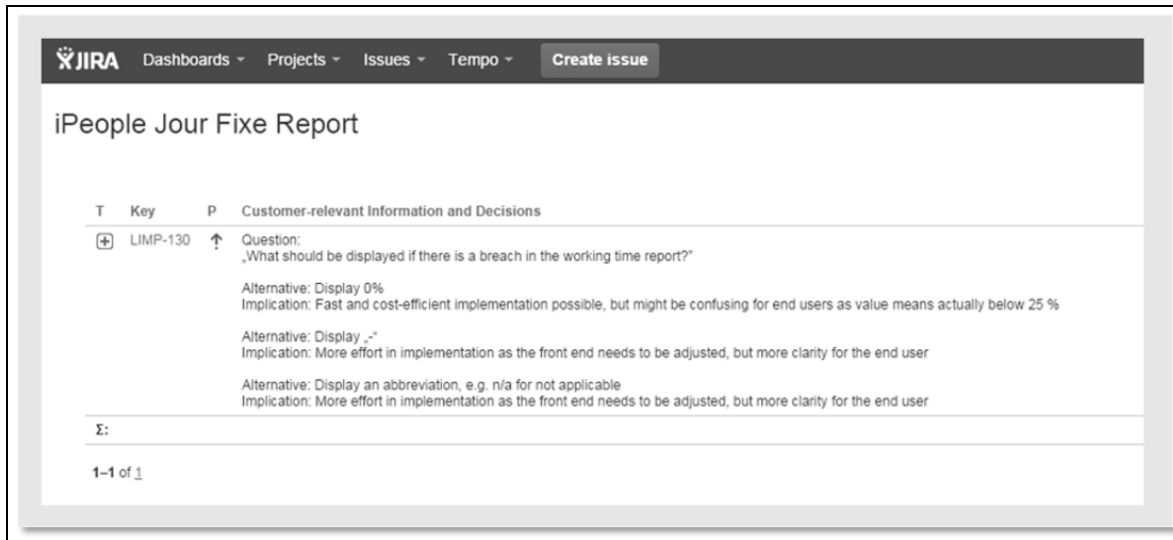 JIRA Dashboards Projects Issues Tempo Create issue
iPeople Jour Fixe Report
T Key P Customer-relevant Information and Decisions
LIMP-130 Question:
„What should be displayed if there is a breach in the working time report?"
Alternative: Display 0%
Implication: Fast and cost-efficient implementation possible, but might be confusing for end users as value means actually below 25 %
Alternative: Display „-“
Implication: More effort in implementation as the front end needs to be adjusted, but more clarity for the end user
Alternative: Display an abbreviation, e.g. n/a for not applicable
Implication: More effort in implementation as the front end needs to be adjusted, but more clarity for the end user
Σ:
1–1 of 1